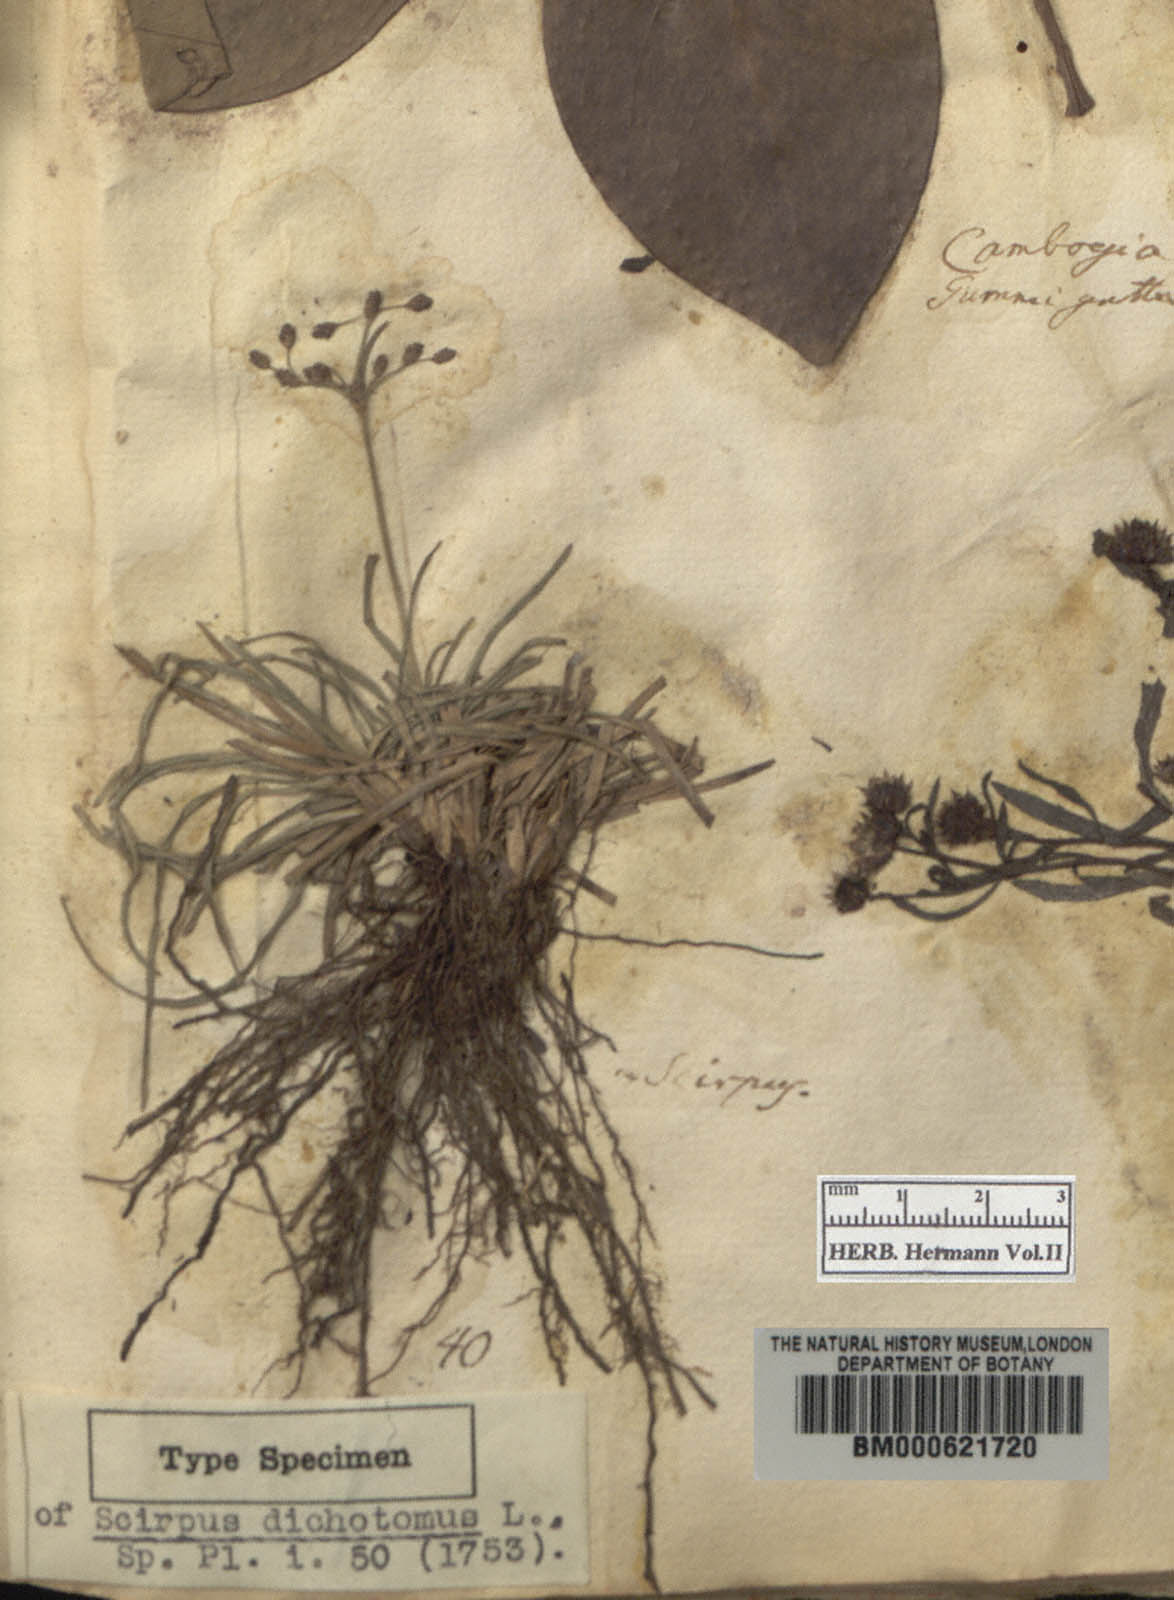 Cambogia
Gummi gutta
Scirpus.
mm 1 2 3
HERB. Hermann Vol.II
THE NATURAL HISTORY MUSEUM,LONDON
DEPARTMENT OF BOTANY
BM000621720
40
Type Specimen
of Scirpus dichotomus L.,
Sp. Pl. i. 50 (1753).